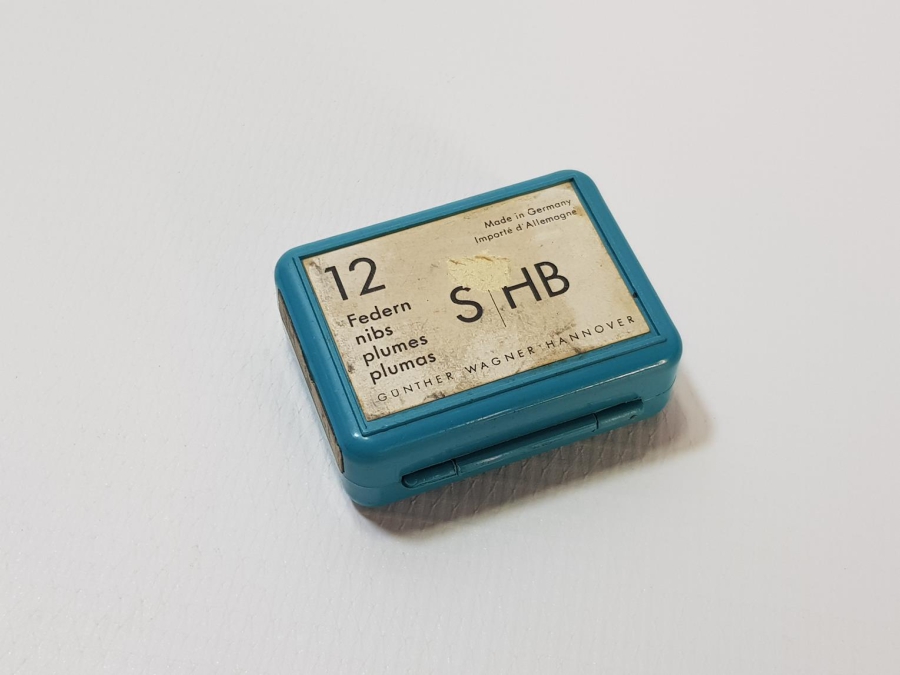 Made in Germany
Importé d'Allemagne
12
Federn
nibs
plumes
plumas
S|HB
GÜNTHER WAGNER·HANNOVER